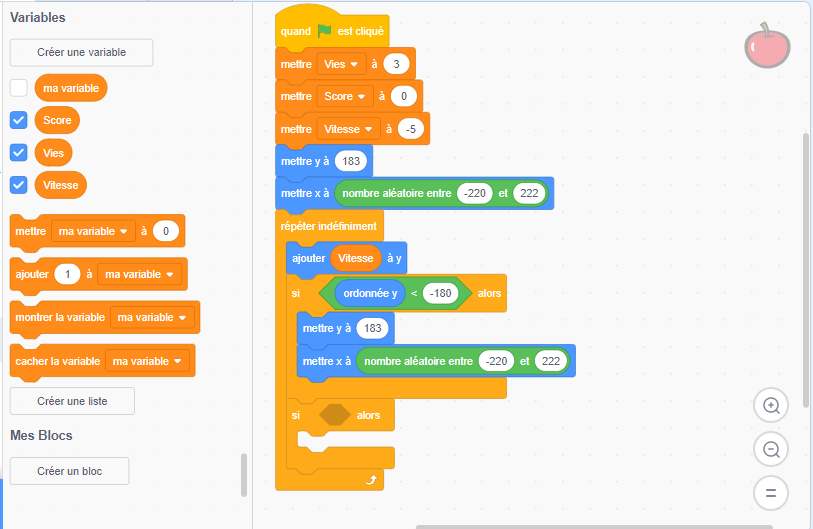 Variables
Créer une variable
ma variable
Score
Vies
Vitesse
mettre ma variable à 0
ajouter 1 à ma variable
montrer la variable ma variable
cacher la variable ma variable
Créer une liste
Mes Blocs
Créer un bloc
quand est cliqué
mettre Vies à 3
mettre Score à 0
mettre Vitesse à -5
mettre y à 183
mettre x à nombre aléatoire entre -220 et 222
répéter indéfiniment
ajouter Vitesse à y
si ordonnée y < -180 alors
mettre y à 183
mettre x à nombre aléatoire entre -220 et 222
si alors